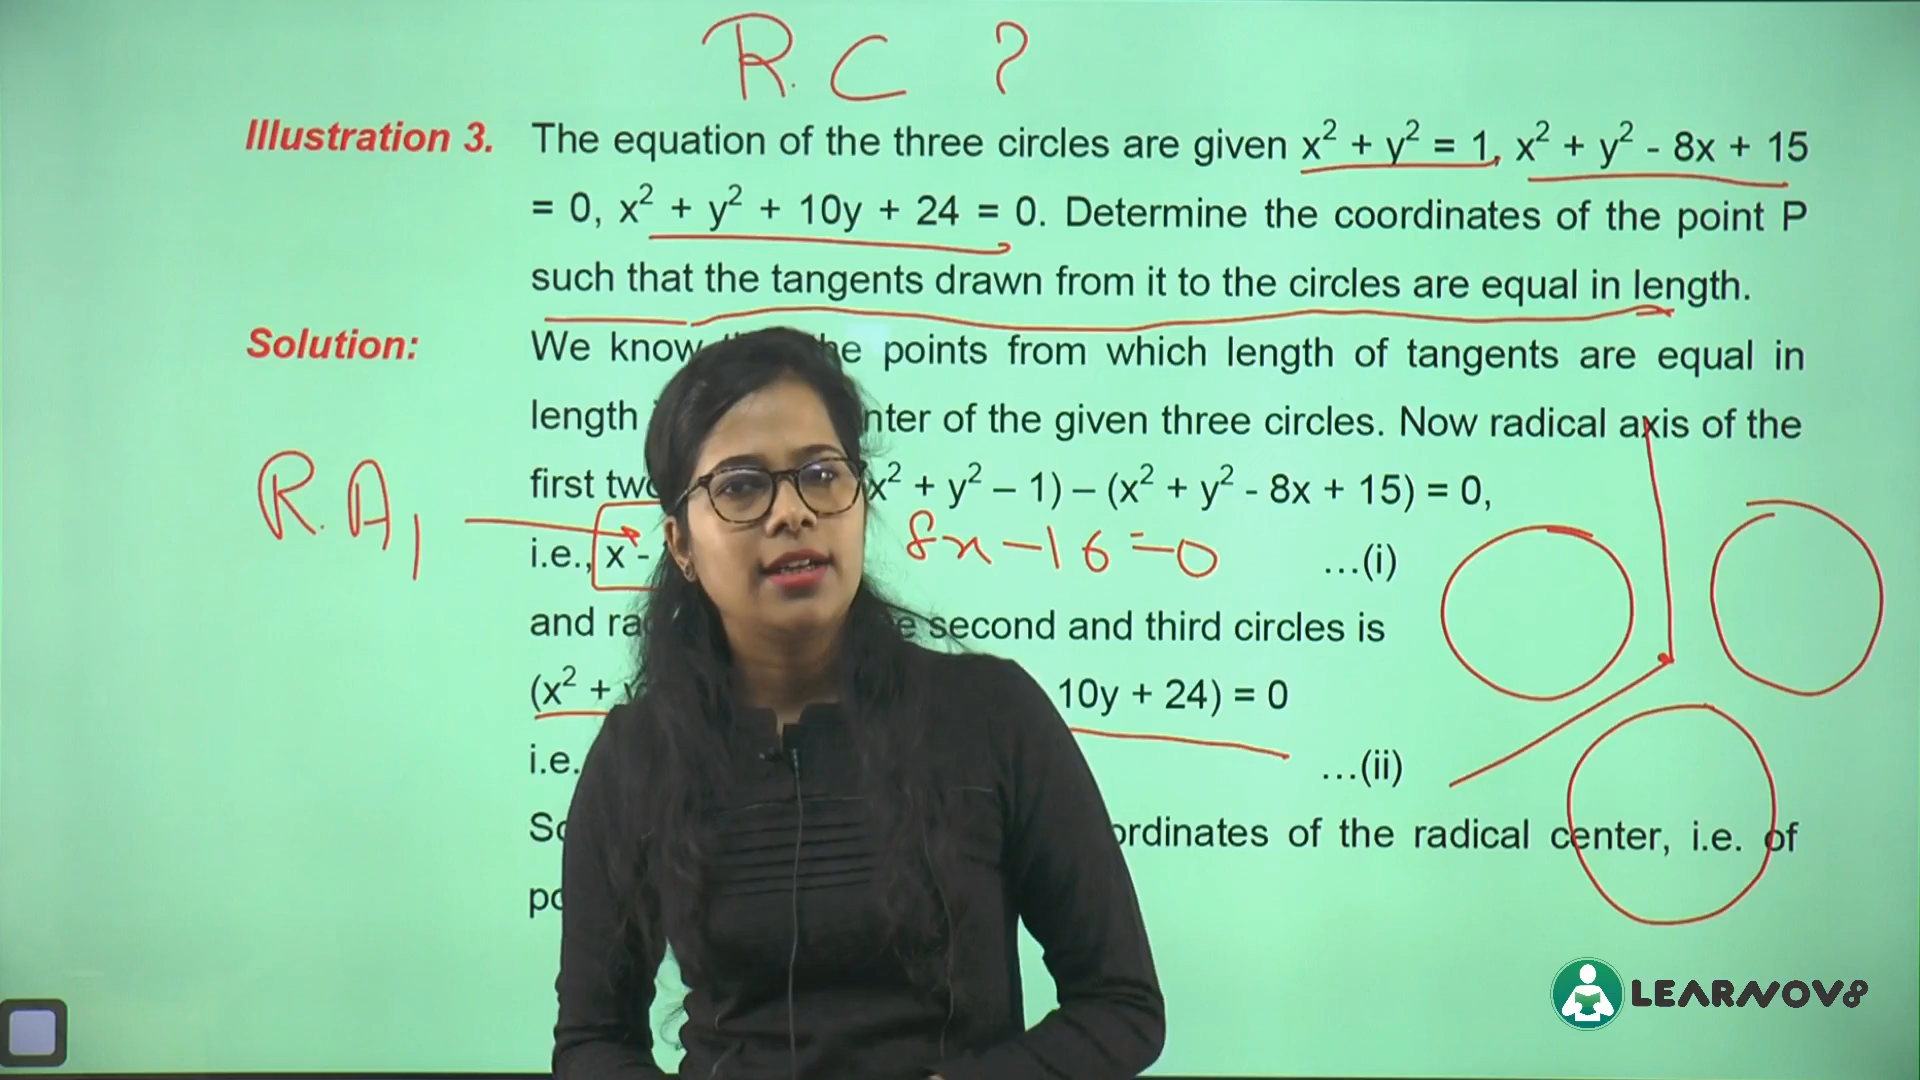 R. C ?
Illustration 3. The equation of the three circles are given x² + y² = 1, x² + y² - 8x + 15
= 0, x² + y² + 10y + 24 = 0. Determine the coordinates of the point P
such that the tangents drawn from it to the circles are equal in length.
Solution: We know the points from which length of tangents are equal in
length of the given three circles. Now radical axis of the
first x² + y² – 1) – (x² + y² - 8x + 15) = 0,
R.A₁
i.e., x - 8x - 16 = 0 ...(i)
and second and third circles is
(x² + 10y + 24) = 0
i.e. ...(ii)
of the radical center, i.e. of
LEARNOV8